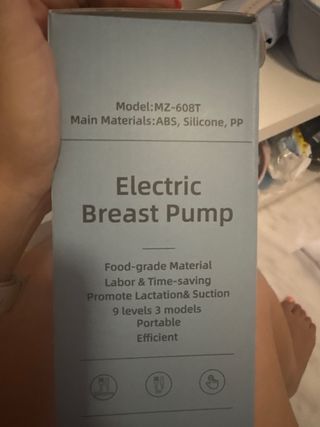 Model:MZ-608T
Main Materials:ABS, Silicone, PP
Electric
Breast Pump
Food-grade Material
Labor & Time-saving
Promote Lactation& Suction
9 levels 3 models
Portable
Efficient